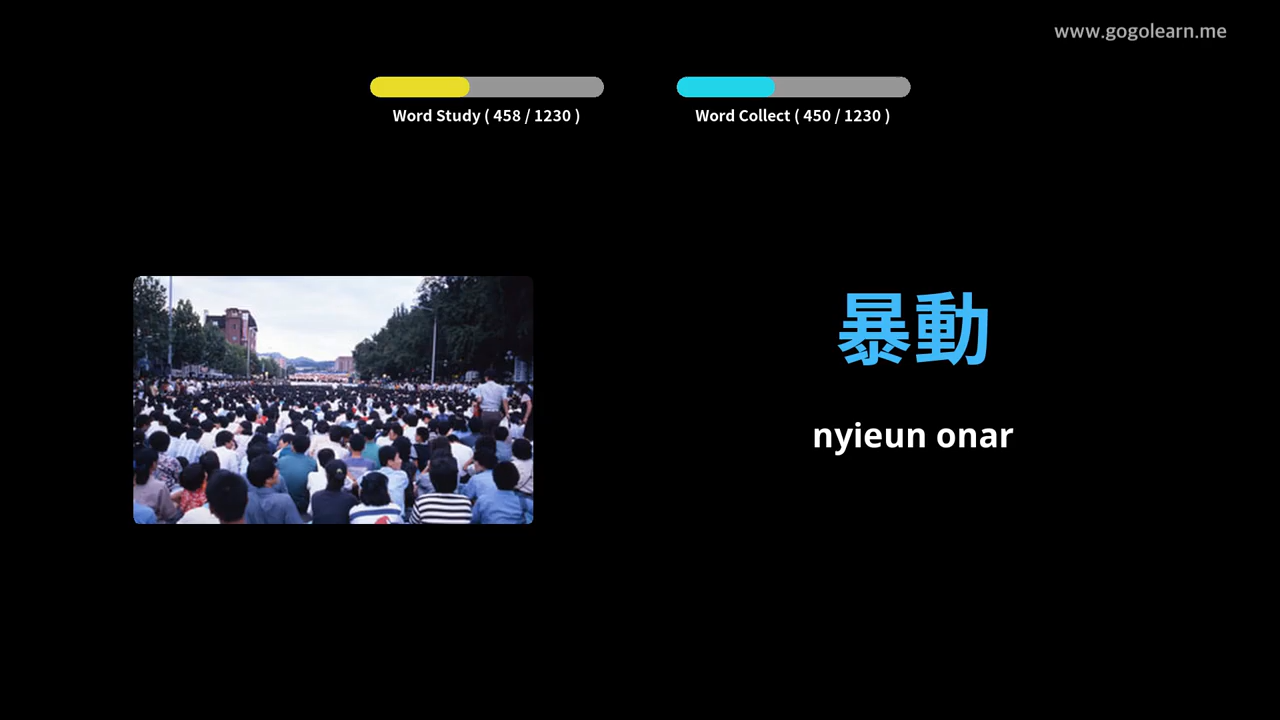 www.gogolearn.me
Word Study ( 458 / 1230 )
Word Collect ( 450 / 1230 )
暴動
nyieun onar